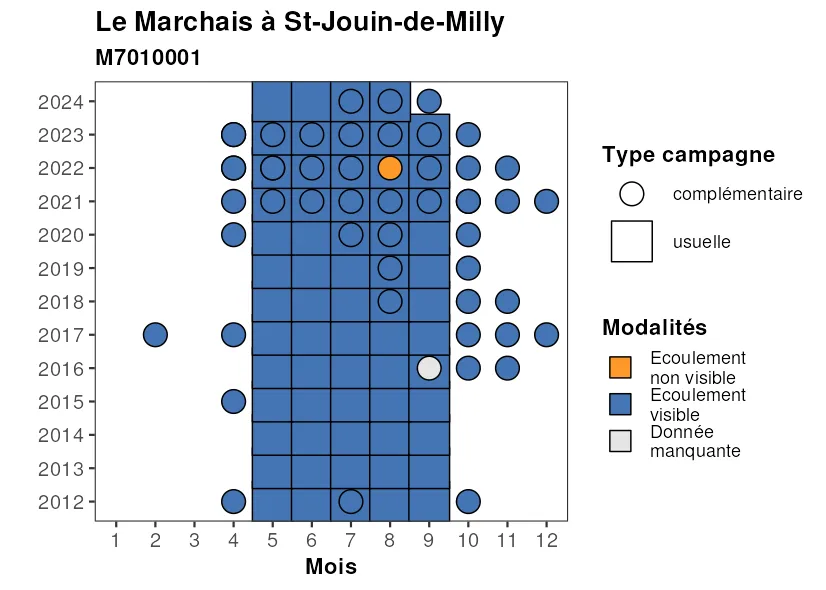 Le Marchais à St-Jouin-de-Milly
M7010001
2024
2023
2022
2021
2020
2019
2018
2017
2016
2015
2014
2013
2012
1 2 3 4 5 6 7 8 9 10 11 12
Mois
Type campagne
complémentaire
usuelle
Modalités
Ecoulement
non visible
Ecoulement
visible
Donnée
manquante